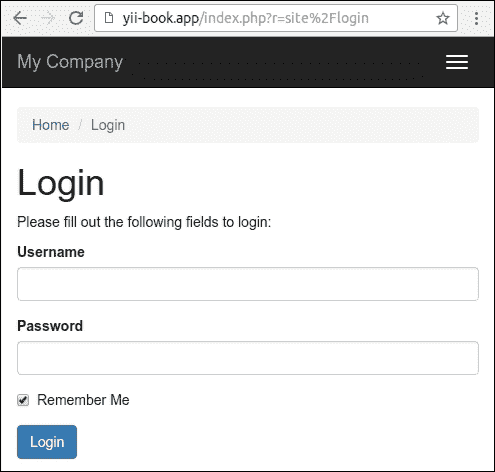 yii-book.app/index.php?r=site%2Flogin
My Company
Home / Login
Login
Please fill out the following fields to login:
Username
Password
Remember Me
Login